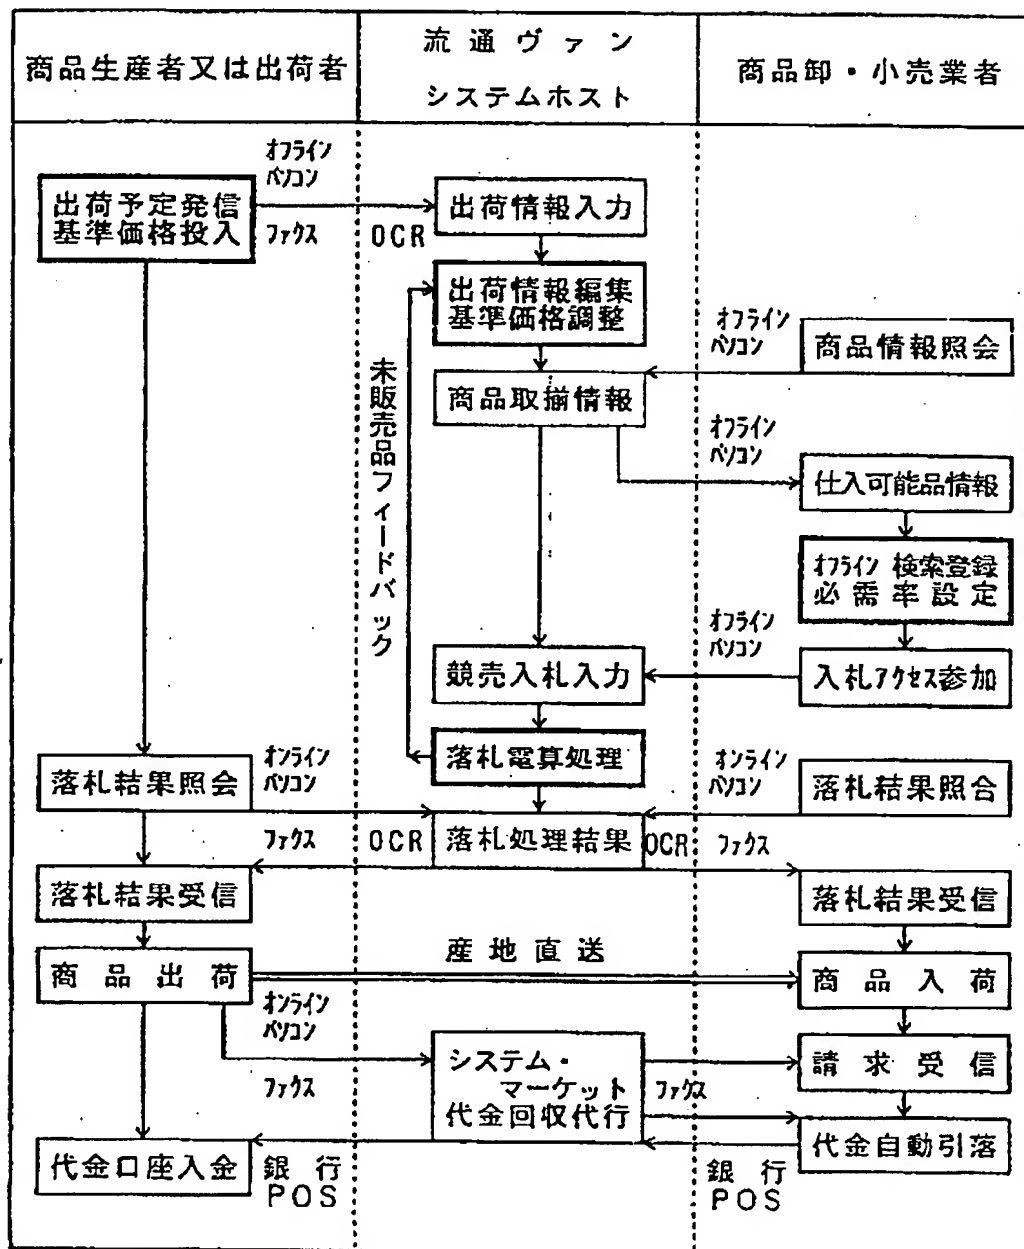 商品生産者又は出荷者
流通ヴァン
システムホスト
商品卸・小売業者
オフライン
パソコン
出荷予定発信
基準価格投入
ファクス
OCR
出荷情報入力
出荷情報編集
基準価格調整
オフライン
パソコン
商品情報照会
商品取揃情報
未販売品フィードバック
オフライン
パソコン
仕入可能品情報
オフライン 検索登録
必需率設定
オフライン
パソコン
競売入札入力
入札アクセス参加
落札電算処理
落札結果照会
オンライン
パソコン
オンライン
パソコン
落札結果照合
ファクス
OCR
落札処理結果
OCR
ファクス
落札結果受信
落札結果受信
商品出荷
産地直送
商品入荷
オンライン
パソコン
ファクス
システム・
マーケット
代金回収代行
ファクス
請求受信
代金自動引落
代金口座入金
銀行
POS
銀行
POS